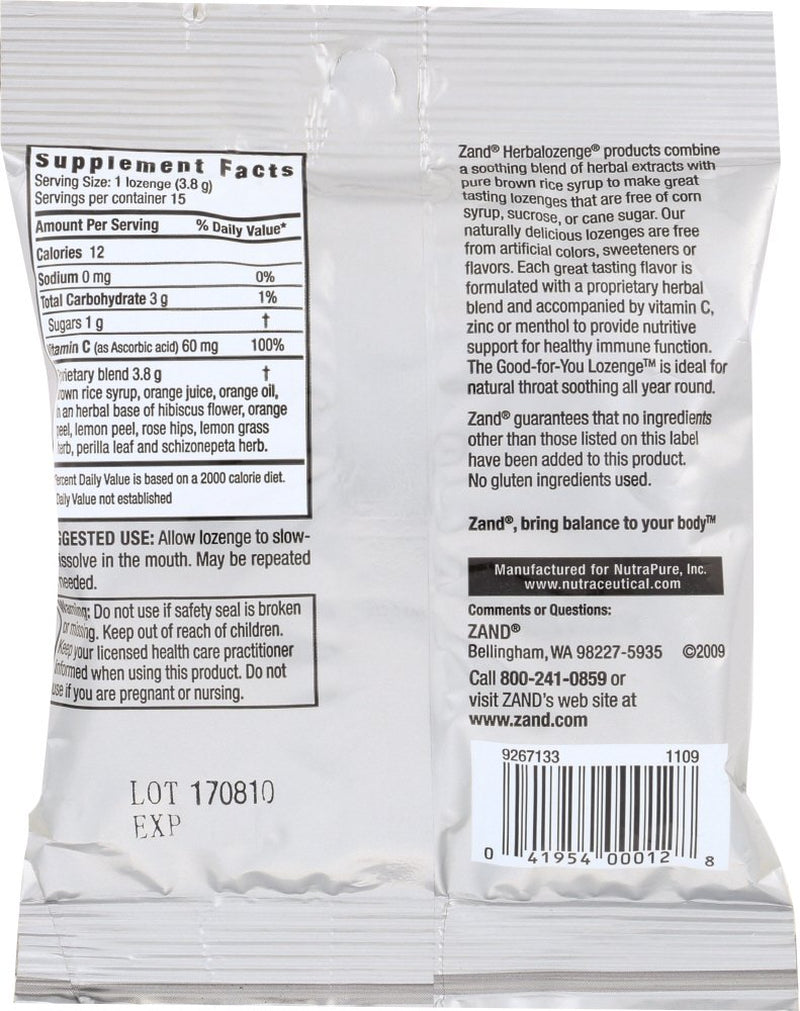 Supplement Facts
Serving Size: 1 lozenge (3.8 g)
Servings per container 15
Amount Per Serving % Daily Value*
Calories 12
Sodium 0 mg 0%
Total Carbohydrate 3 g 1%
Sugars 1 g †
tamin C (as Ascorbic acid) 60 mg 100%
rietary blend 3.8 g †
own rice syrup, orange juice, orange oil,
an herbal base of hibiscus flower, orange
eel, lemon peel, rose hips, lemon grass
erb, perilla leaf and schizonepeta herb.
ercent Daily Value is based on a 2000 calorie diet.
Daily Value not established
GGESTED USE: Allow lozenge to slow-
issolve in the mouth. May be repeated
needed.
Warning: Do not use if safety seal is broken
or missing. Keep out of reach of children.
Keep your licensed health care practitioner
informed when using this product. Do not
use if you are pregnant or nursing.
LOT 170810
EXP
Zand® Herbalozenge® products combine
a soothing blend of herbal extracts with
pure brown rice syrup to make great
tasting lozenges that are free of corn
syrup, sucrose, or cane sugar. Our
naturally delicious lozenges are free
from artificial colors, sweeteners or
flavors. Each great tasting flavor is
formulated with a proprietary herbal
blend and accompanied by vitamin C,
zinc or menthol to provide nutritive
support for healthy immune function.
The Good-for-You Lozenge™ is ideal for
natural throat soothing all year round.
Zand® guarantees that no ingredients
other than those listed on this label
have been added to this product.
No gluten ingredients used.
Zand®, bring balance to your body™
Manufactured for NutraPure, Inc.
www.nutraceutical.com
Comments or Questions:
ZAND®
Bellingham, WA 98227-5935 ©2009
Call 800-241-0859 or
visit ZAND's web site at
www.zand.com
9267133 1109
0 41954 00012 8